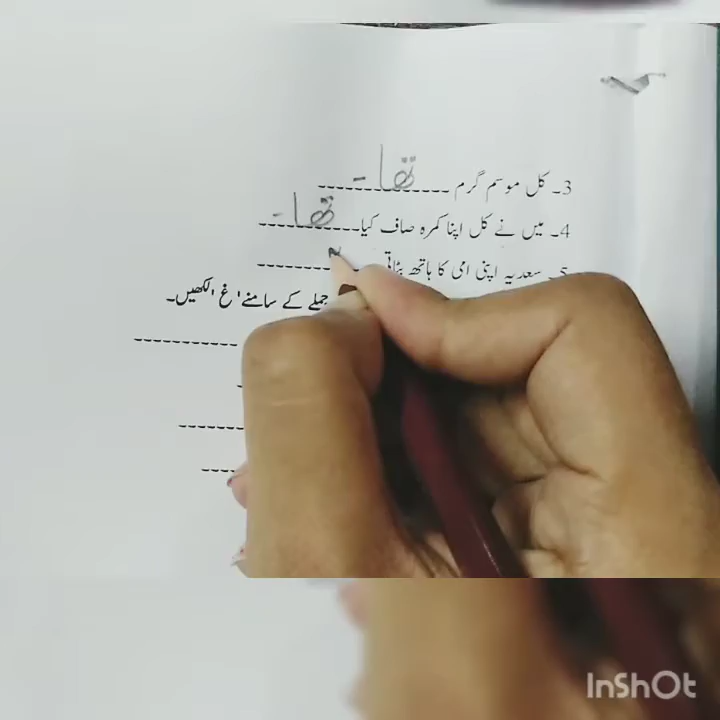 3۔ کل موسم گرم تھا۔
4۔ میں نے کل اپنا کمرہ صاف کیا تھا۔
5۔ سعدیہ اپنی امی کا ہاتھ بٹاتی
جملے کے سامنے 'غ' لکھیں۔
InShOt